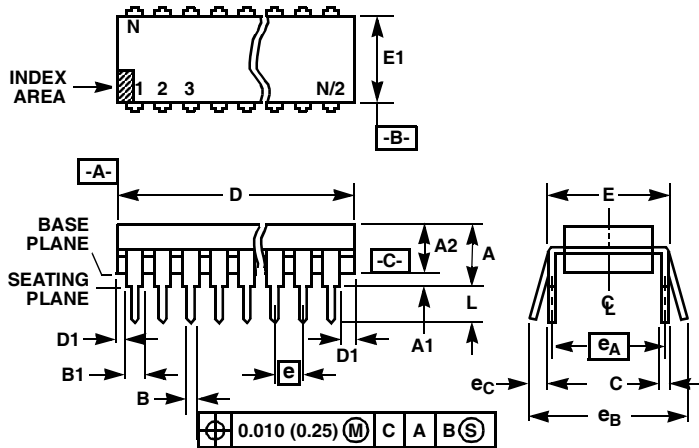 N
INDEX
AREA
1 2 3 N/2
E1
-B-
-A-
D
E
BASE
PLANE
A2
A
-C-
SEATING
PLANE
L
D1
B1
B
e
D1
A1
℄
eA
eC
C
eB
⌖ 0.010 (0.25) Ⓜ C A B Ⓢ